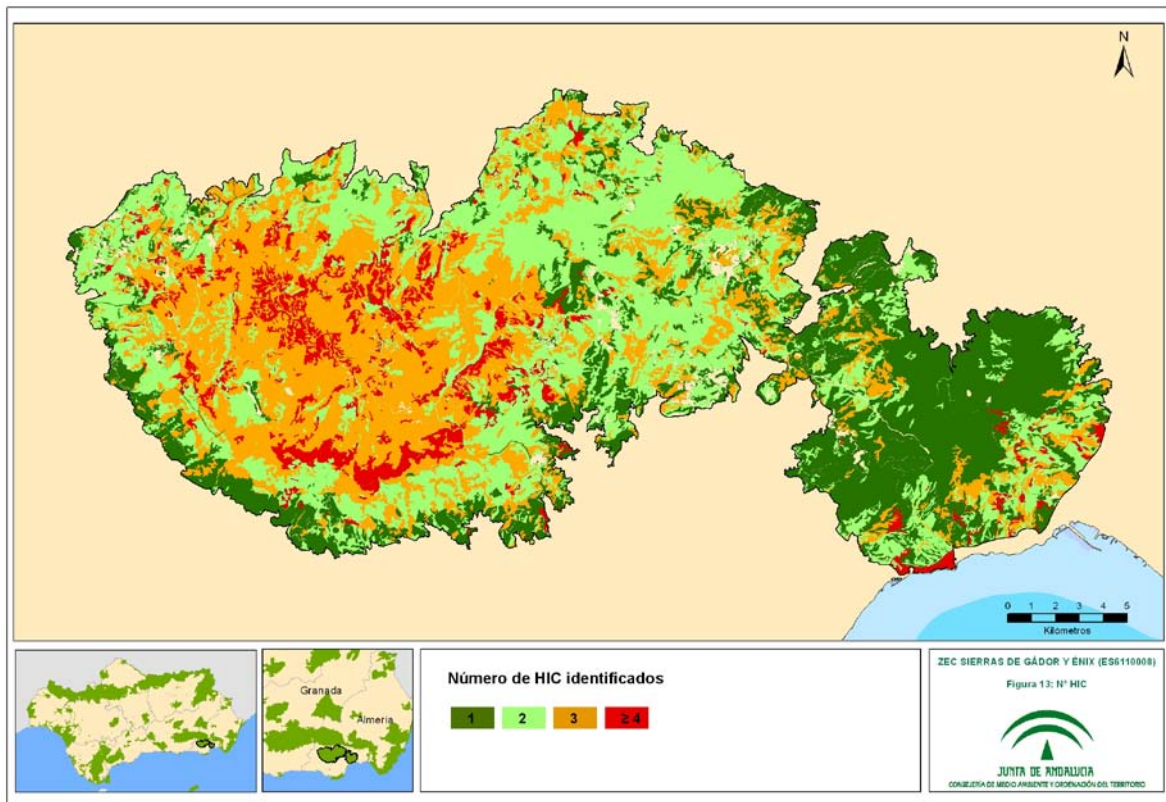 N
0 1 2 3 4 5
Kilometros
Granada
Almería
Número de HIC identificados
1 2 3 ≥ 4
ZEC SIERRAS DE GÁDOR Y ÉNIX (ES6110008)
Figura 13: Nº HIC
JUNTA DE ANDALUCIA
CONSEJERÍA DE MEDIO AMBIENTE Y ORDENACIÓN DEL TERRITORIO